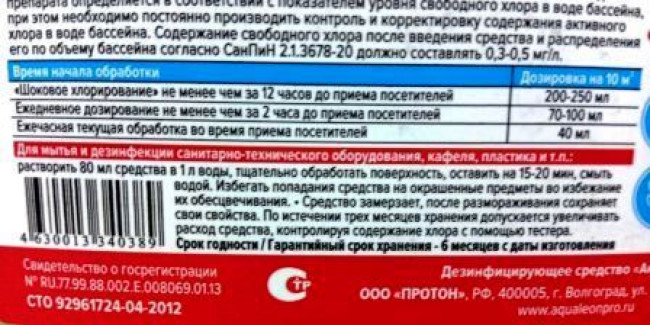 препарата определяется в соответствии с показателем уровня свободного хлора в воде бассейна,
при этом необходимо постоянно производить контроль и корректировку содержания активного
хлора в воде бассейна. Содержание свободного хлора после введения средства и распределения
его по объему бассейна согласно СанПиН 2.1.3678-20 должно составлять 0,3-0,5 мг/л.
Время начала обработки Дозировка на 10 м³
«Шоковое хлорирование» не менее чем за 12 часов до приема посетителей 200-250 мл
Ежедневное дозирование не менее чем за 2 часа до приема посетителей 70-100 мл
Ежечасная текущая обработка во время приема посетителей 40 мл
Для мытья и дезинфекции санитарно-технического оборудования, кафеля, пластика и т.п.:
растворить 80 мл средства в 1 л воды, тщательно обработать поверхность, оставить на 15-20 мин, смыть
водой. Избегать попадания средства на окрашенные предметы во избежание
их обесцвечивания. • Средство замерзает, после размораживания сохраняет
свои свойства. По истечении трех месяцев хранения допускается увеличивать
расход средства, контролируя содержание хлора с помощью тестера.
Срок годности / Гарантийный срок хранения - 6 месяцев с даты изготовления
4 630013 340389
Свидетельство о госрегистрации
N° RU.77.99.88.002.E.008069.01.13
СТО 92961724-04-2012
СТР
Дезинфицирующее средство «Ак
ООО «ПРОТОН», РФ, 400005, г. Волгоград, ул.
www.aqualeonpro.ru